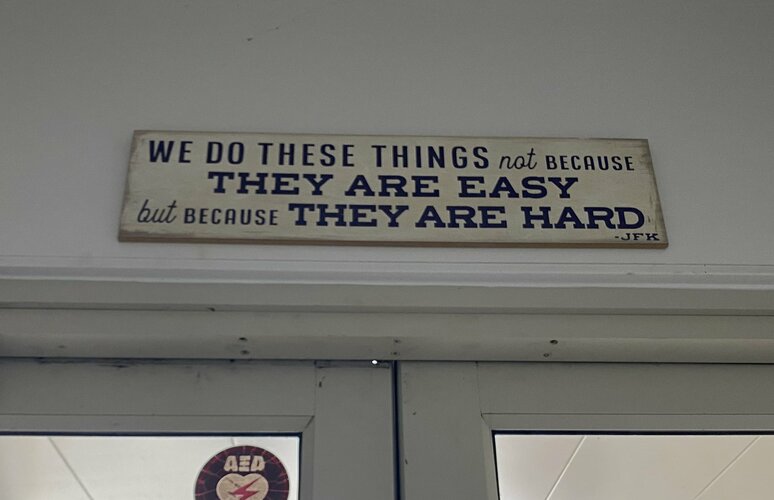 WE DO THESE THINGS not BECAUSE
THEY ARE EASY
but BECAUSE THEY ARE HARD
-JFK
AED